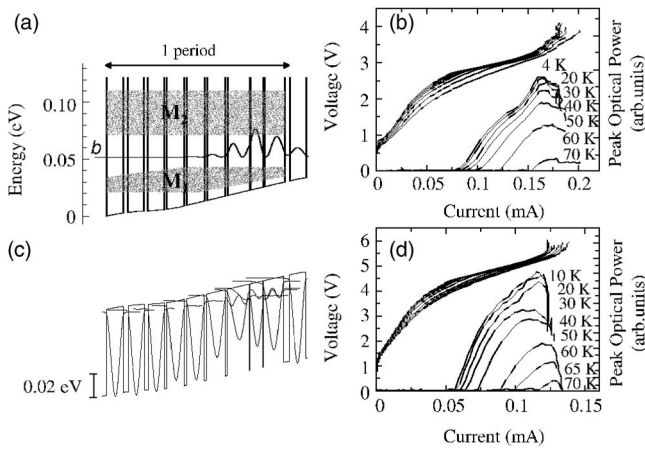 (a)
1 period
Energy (eV)
0.10
0.05
0
b
M2
M1
(b)
Voltage (V)
5
4
3
2
1
0
4 K
20 K
30 K
40 K
50 K
60 K
70 K
0
0.05
0.1
0.15
0.2
Current (mA)
Peak Optical Power
(arb.units)
(c)
0.02 eV
(d)
Voltage (V)
6
5
4
3
2
1
0
10 K
20 K
30 K
40 K
50 K
60 K
65 K
70 K
0
0.05
0.1
0.15
Current (mA)
Peak Optical Power
(arb.units)